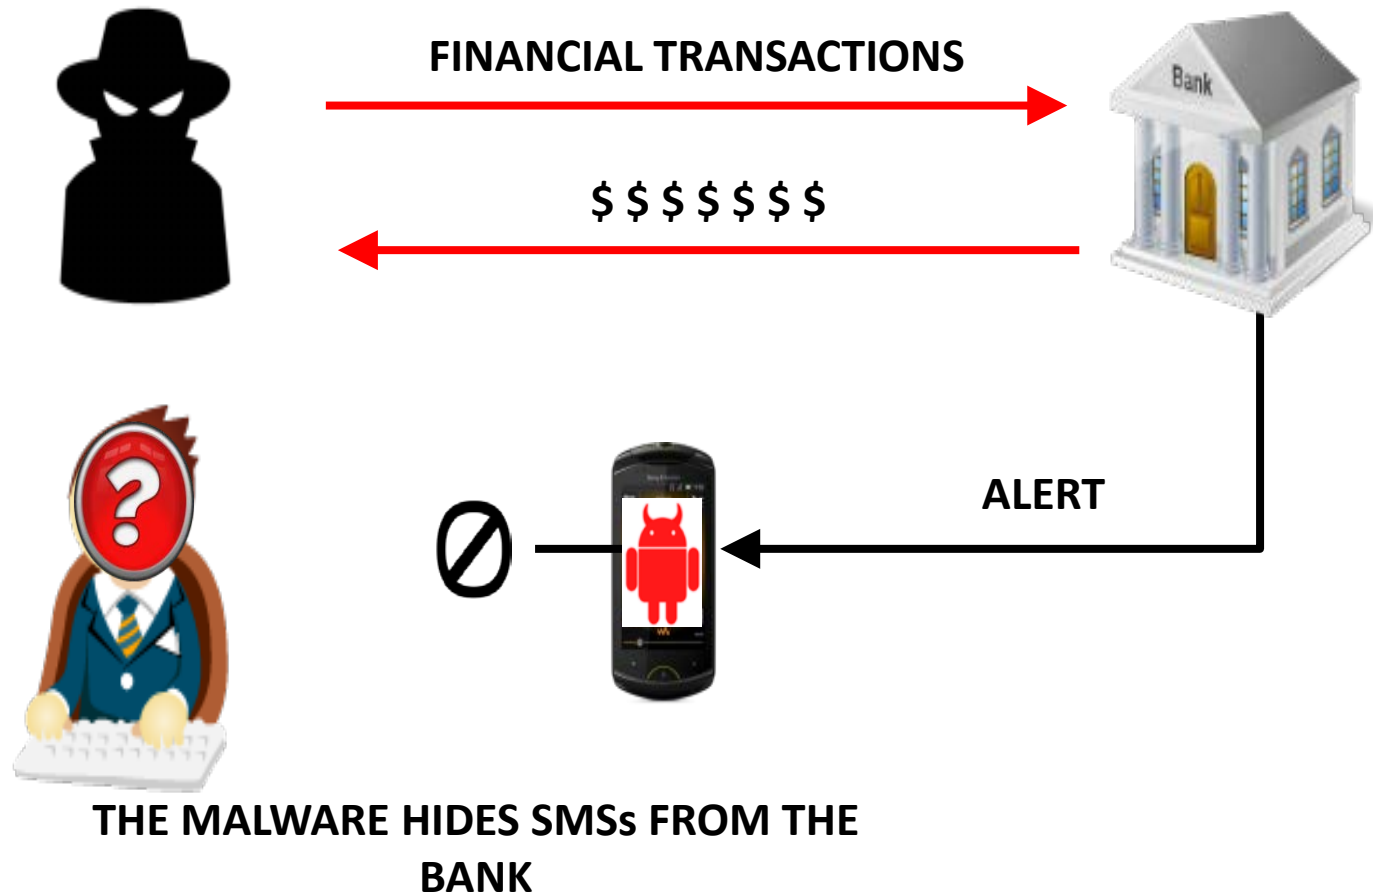 FINANCIAL TRANSACTIONS
Bank
$ $ $ $ $ $ $
ALERT
THE MALWARE HIDES SMSs FROM THE
BANK